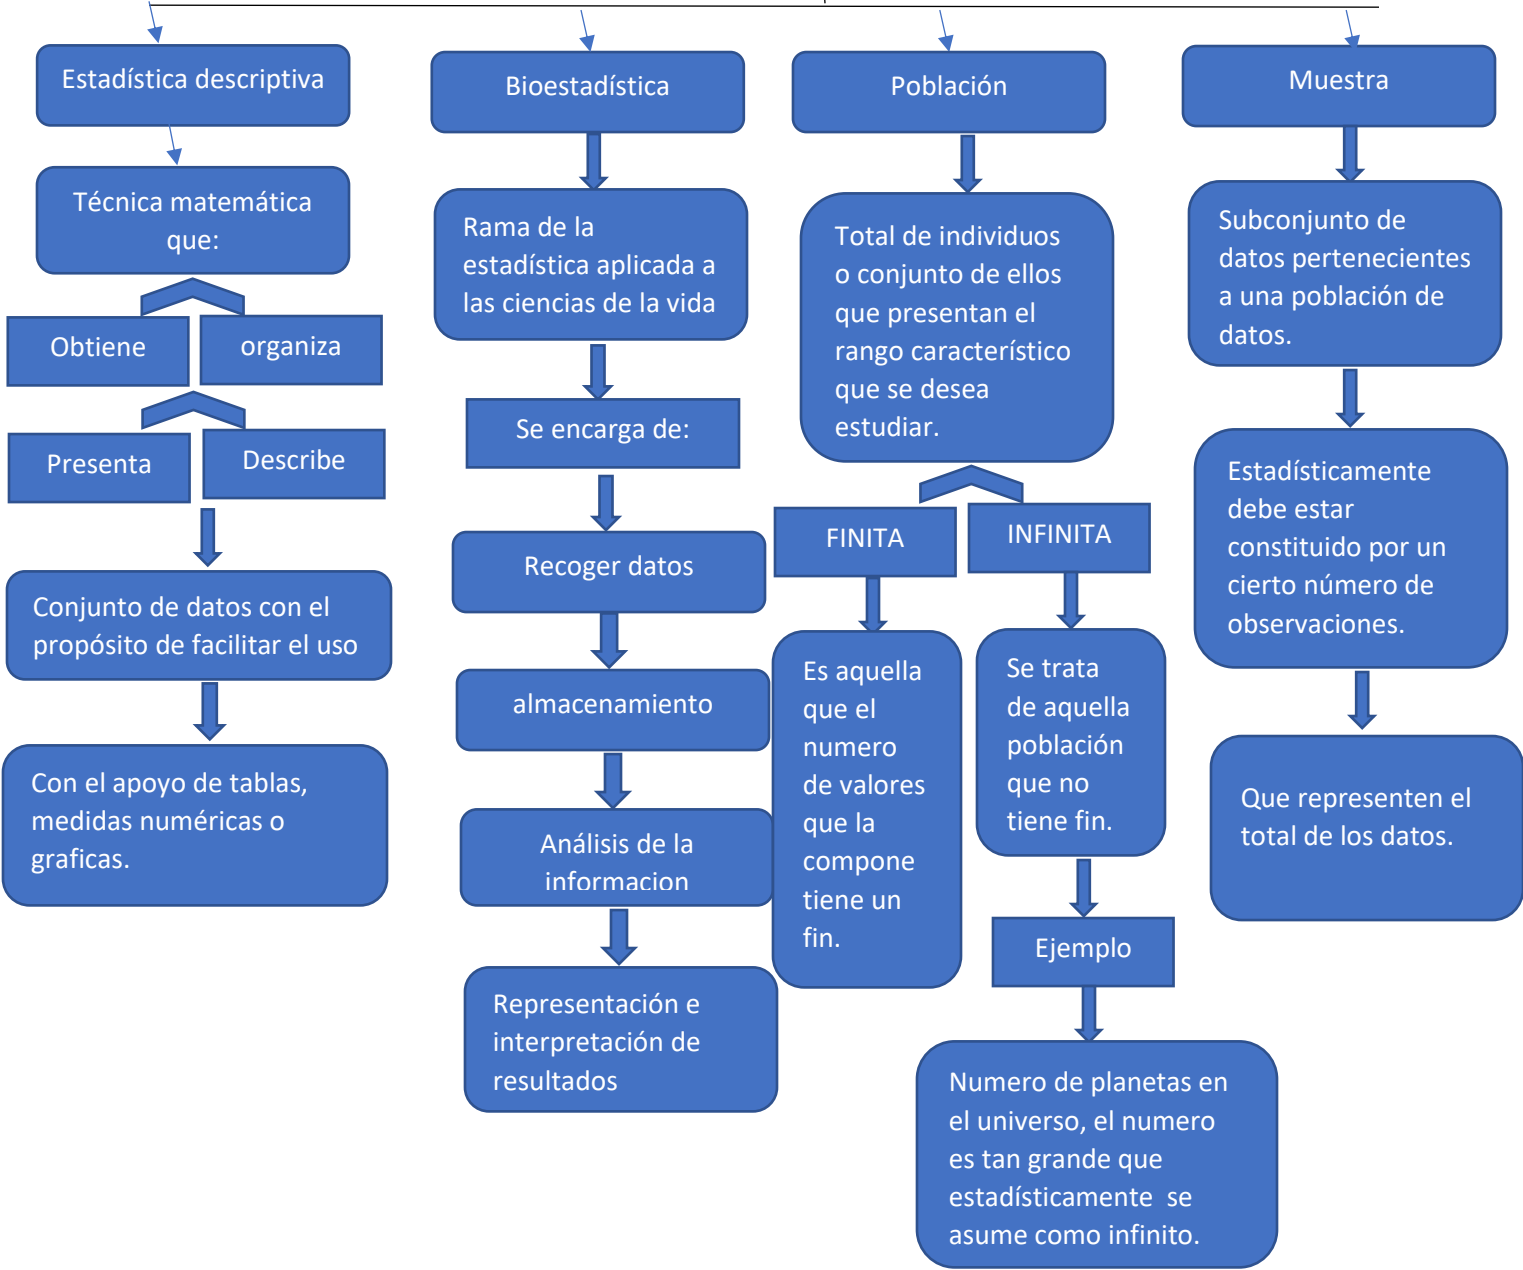 Estadística descriptiva
Técnica matemática
que:
Obtiene
organiza
Presenta
Describe
Conjunto de datos con el
propósito de facilitar el uso
Con el apoyo de tablas,
medidas numéricas o
graficas.
Bioestadística
Rama de la
estadística aplicada a
las ciencias de la vida
Se encarga de:
Recoger datos
almacenamiento
Análisis de la
informacion
Representación e
interpretación de
resultados
Población
Total de individuos
o conjunto de ellos
que presentan el
rango característico
que se desea
estudiar.
FINITA
Es aquella
que el
numero
de valores
que la
compone
tiene un
fin.
INFINITA
Se trata
de aquella
población
que no
tiene fin.
Ejemplo
Numero de planetas en
el universo, el numero
es tan grande que
estadísticamente  se
asume como infinito.
Muestra
Subconjunto de
datos pertenecientes
a una población de
datos.
Estadísticamente
debe estar
constituido por un
cierto número de
observaciones.
Que representen el
total de los datos.